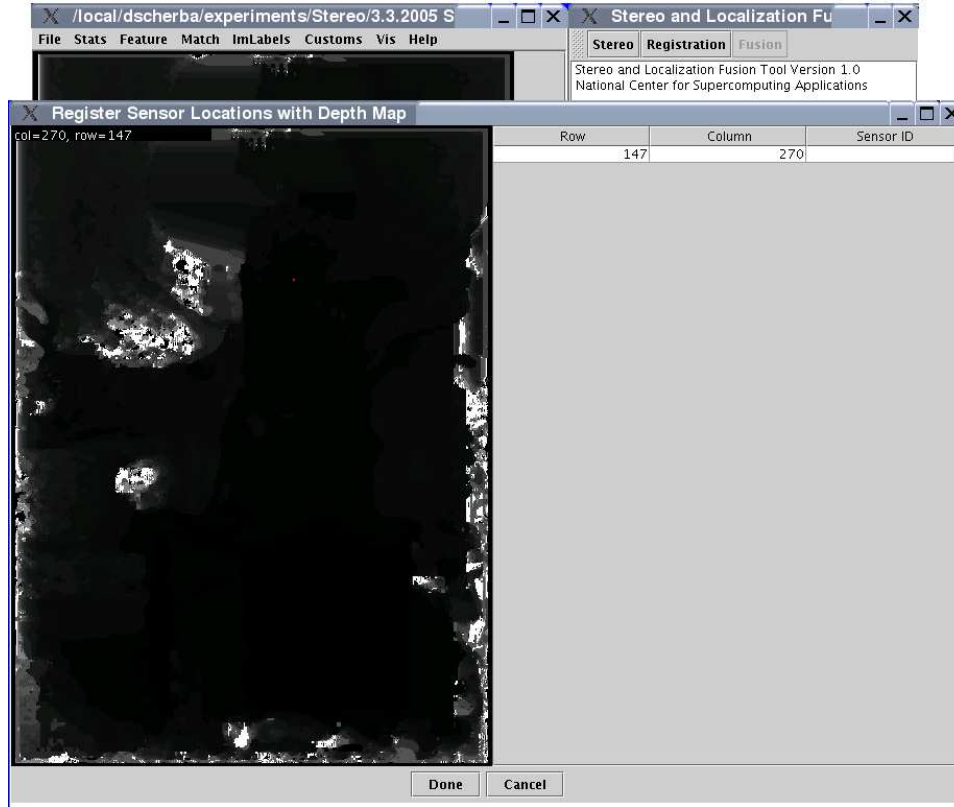 /local/dscherba/experiments/Stereo/3.3.2005 S
Stereo and Localization Fu
File Stats Feature Match ImLabels Customs Vis Help
Stereo Registration Fusion
Stereo and Localization Fusion Tool Version 1.0
National Center for Supercomputing Applications
Register Sensor Locations with Depth Map
col=270, row=147
Row Column Sensor ID
147 270
Done Cancel